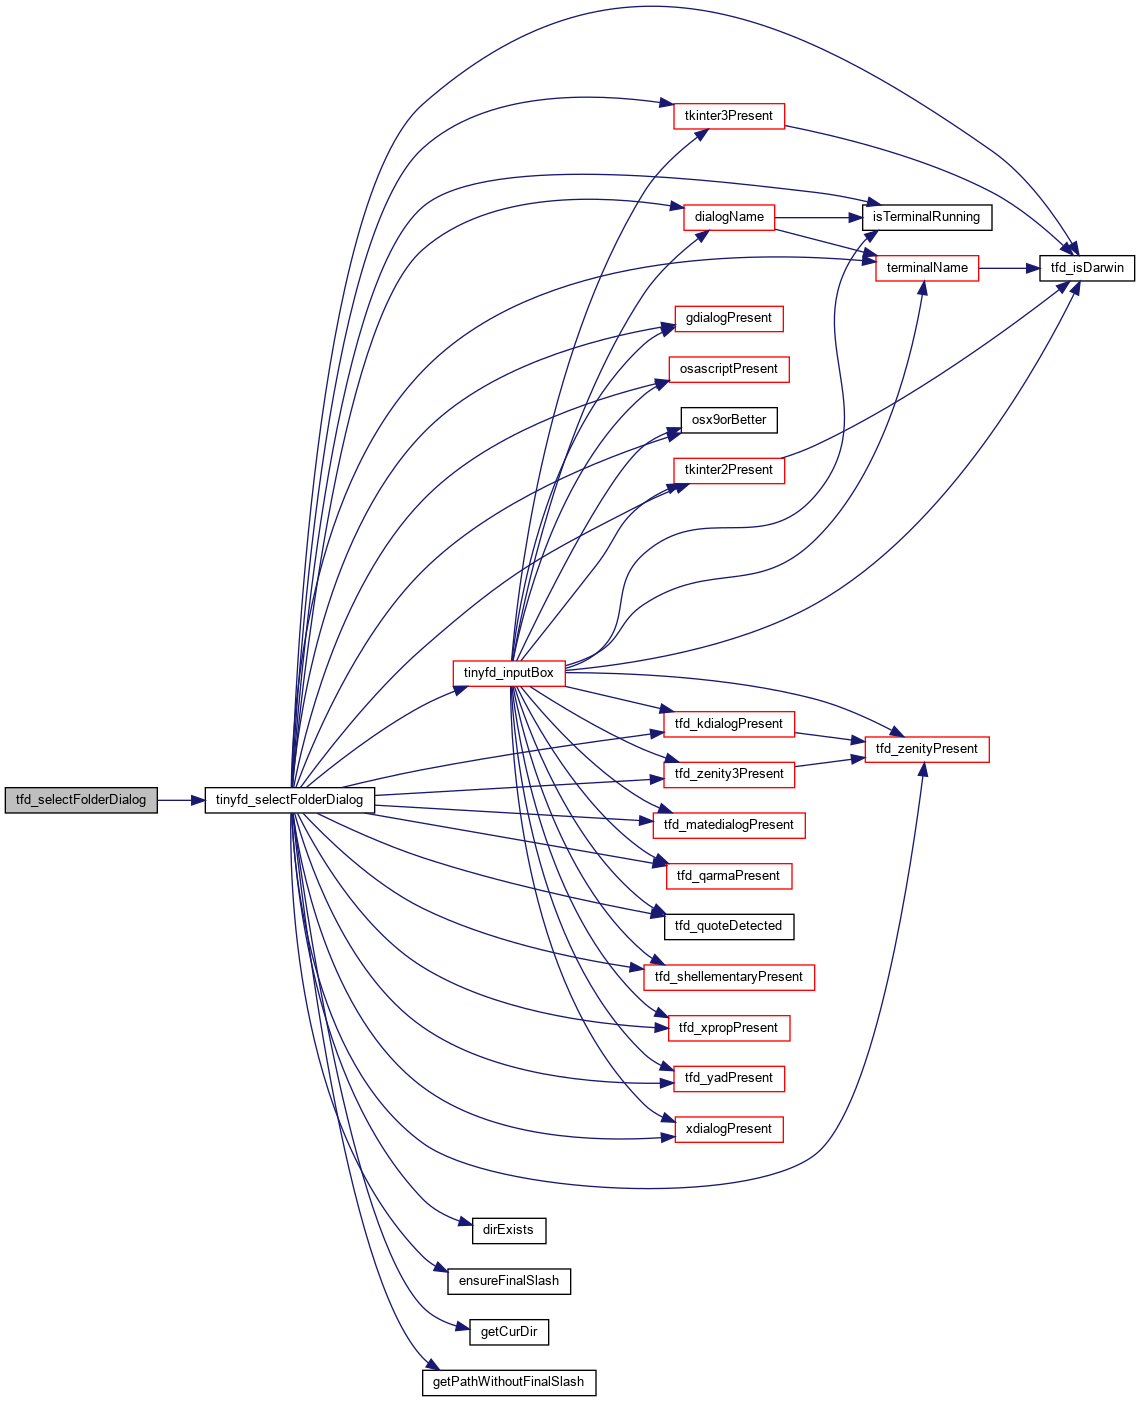 tkinter3Present
dialogName
isTerminalRunning
terminalName
tfd_isDarwin
gdialogPresent
osascriptPresent
osx9orBetter
tkinter2Present
tinyfd_inputBox
tfd_kdialogPresent
tfd_zenityPresent
tfd_zenity3Present
tfd_selectFolderDialog
tinyfd_selectFolderDialog
tfd_matedialogPresent
tfd_qarmaPresent
tfd_quoteDetected
tfd_shellementaryPresent
tfd_xpropPresent
tfd_yadPresent
xdialogPresent
dirExists
ensureFinalSlash
getCurDir
getPathWithoutFinalSlash